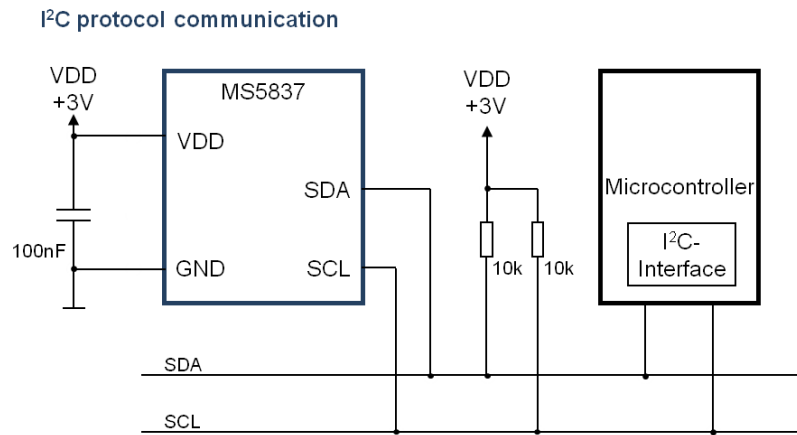 I²C protocol communication
VDD
+3V
MS5837
VDD
SDA
100nF
GND
SCL
VDD
+3V
10k
10k
Microcontroller
I²C-
Interface
SDA
SCL